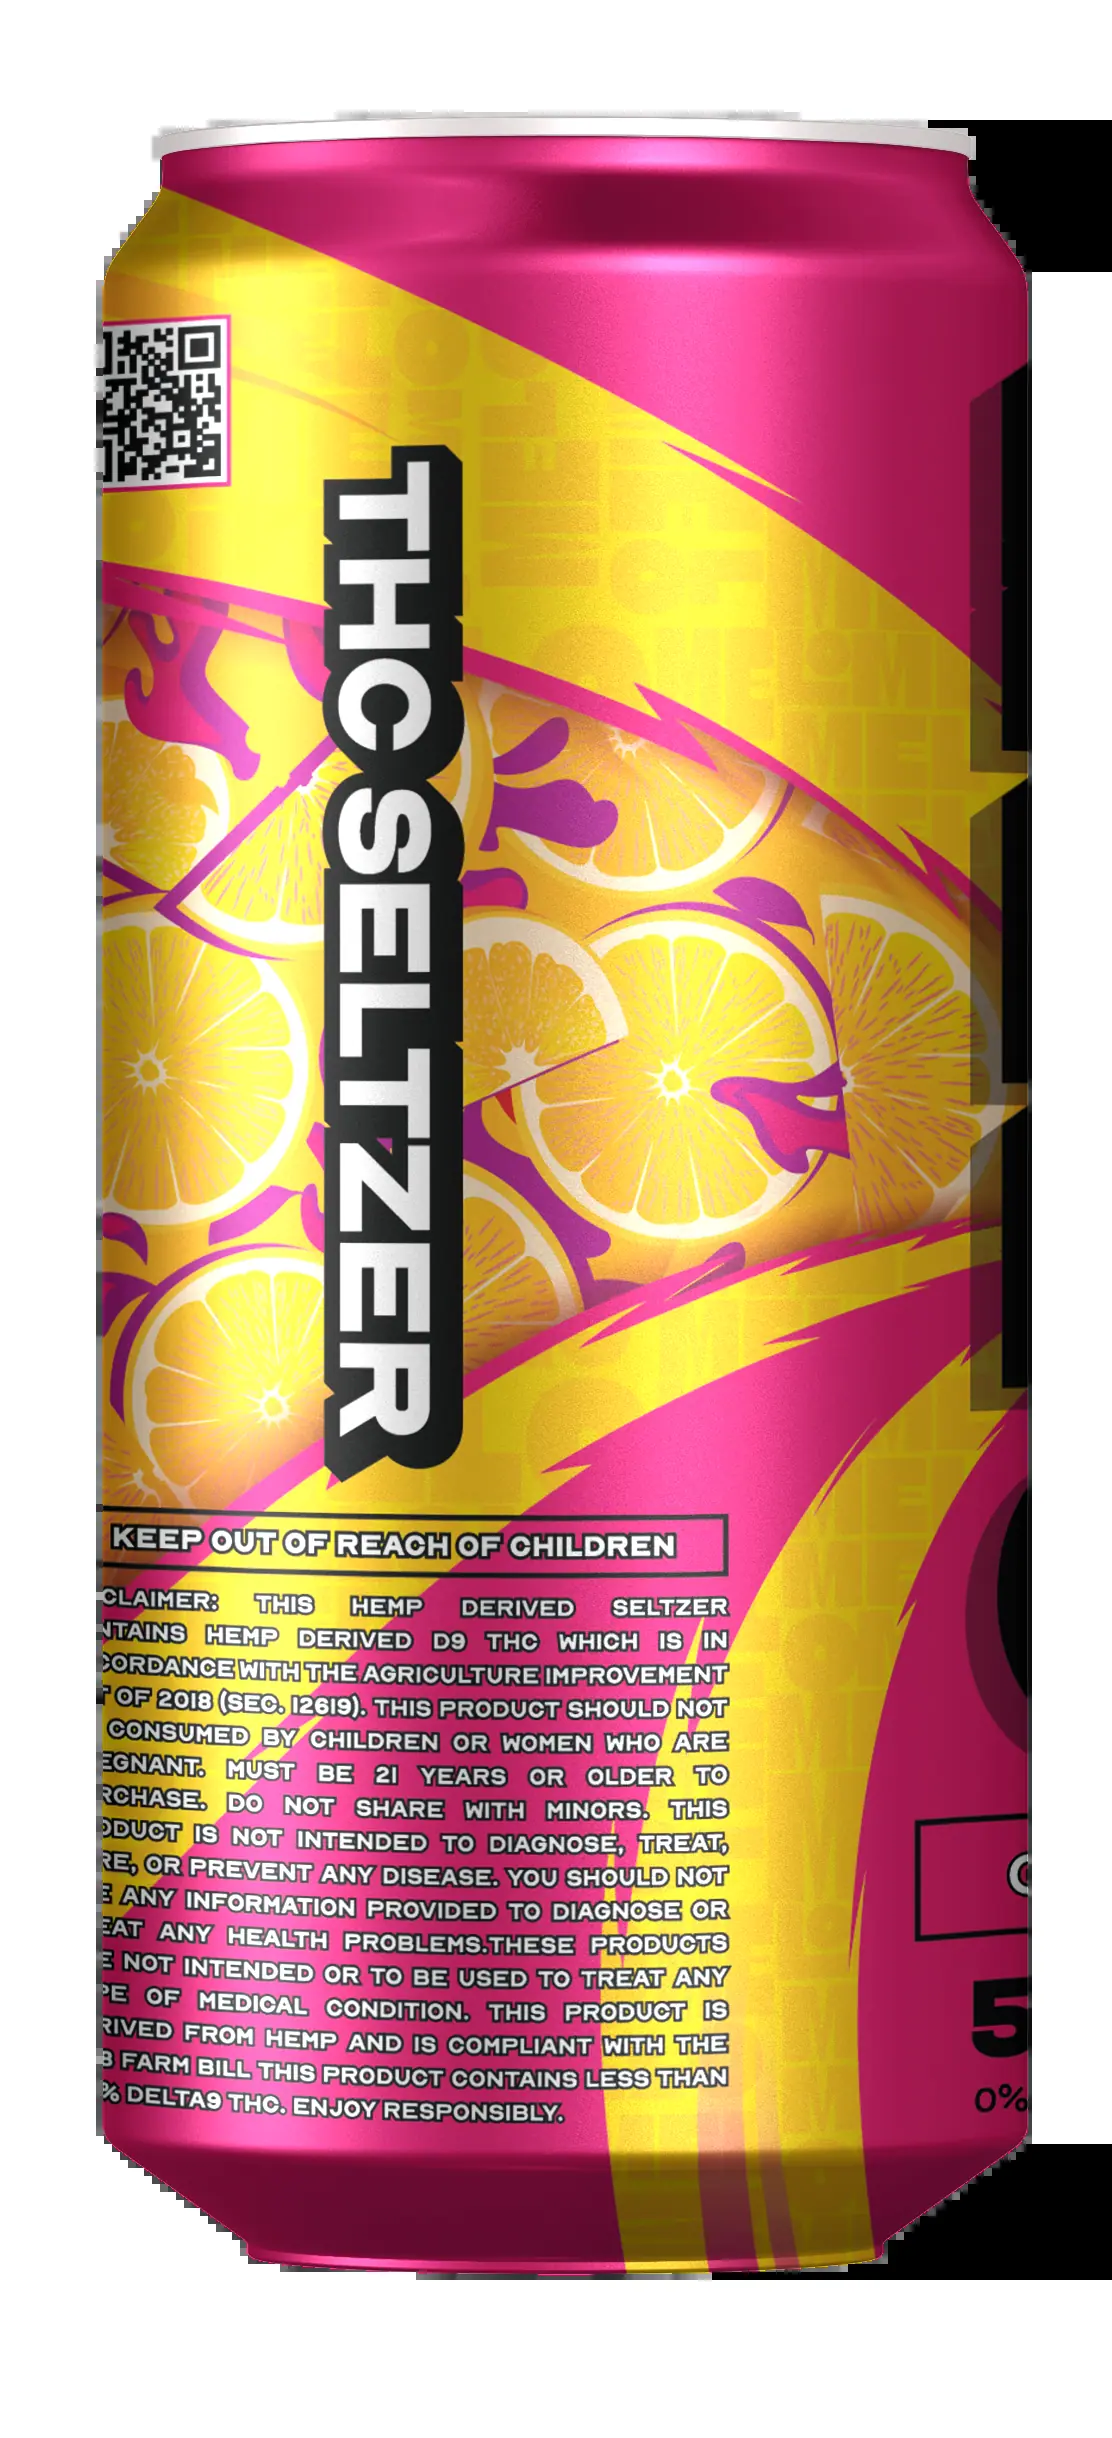 THC SELTZER
KEEP OUT OF REACH OF CHILDREN
CLAIMER: THIS HEMP DERIVED SELTZER
NTAINS HEMP DERIVED D9 THC WHICH IS IN
CORDANCE WITH THE AGRICULTURE IMPROVEMENT
T OF 2018 (SEC. 12619). THIS PRODUCT SHOULD NOT
CONSUMED BY CHILDREN OR WOMEN WHO ARE
EGNANT. MUST BE 21 YEARS OR OLDER TO
RCHASE. DO NOT SHARE WITH MINORS. THIS
ODUCT IS NOT INTENDED TO DIAGNOSE, TREAT,
RE, OR PREVENT ANY DISEASE. YOU SHOULD NOT
E ANY INFORMATION PROVIDED TO DIAGNOSE OR
EAT ANY HEALTH PROBLEMS.THESE PRODUCTS
E NOT INTENDED OR TO BE USED TO TREAT ANY
PE OF MEDICAL CONDITION. THIS PRODUCT IS
RIVED FROM HEMP AND IS COMPLIANT WITH THE
8 FARM BILL THIS PRODUCT CONTAINS LESS THAN
% DELTA9 THC. ENJOY RESPONSIBLY.
5
0%